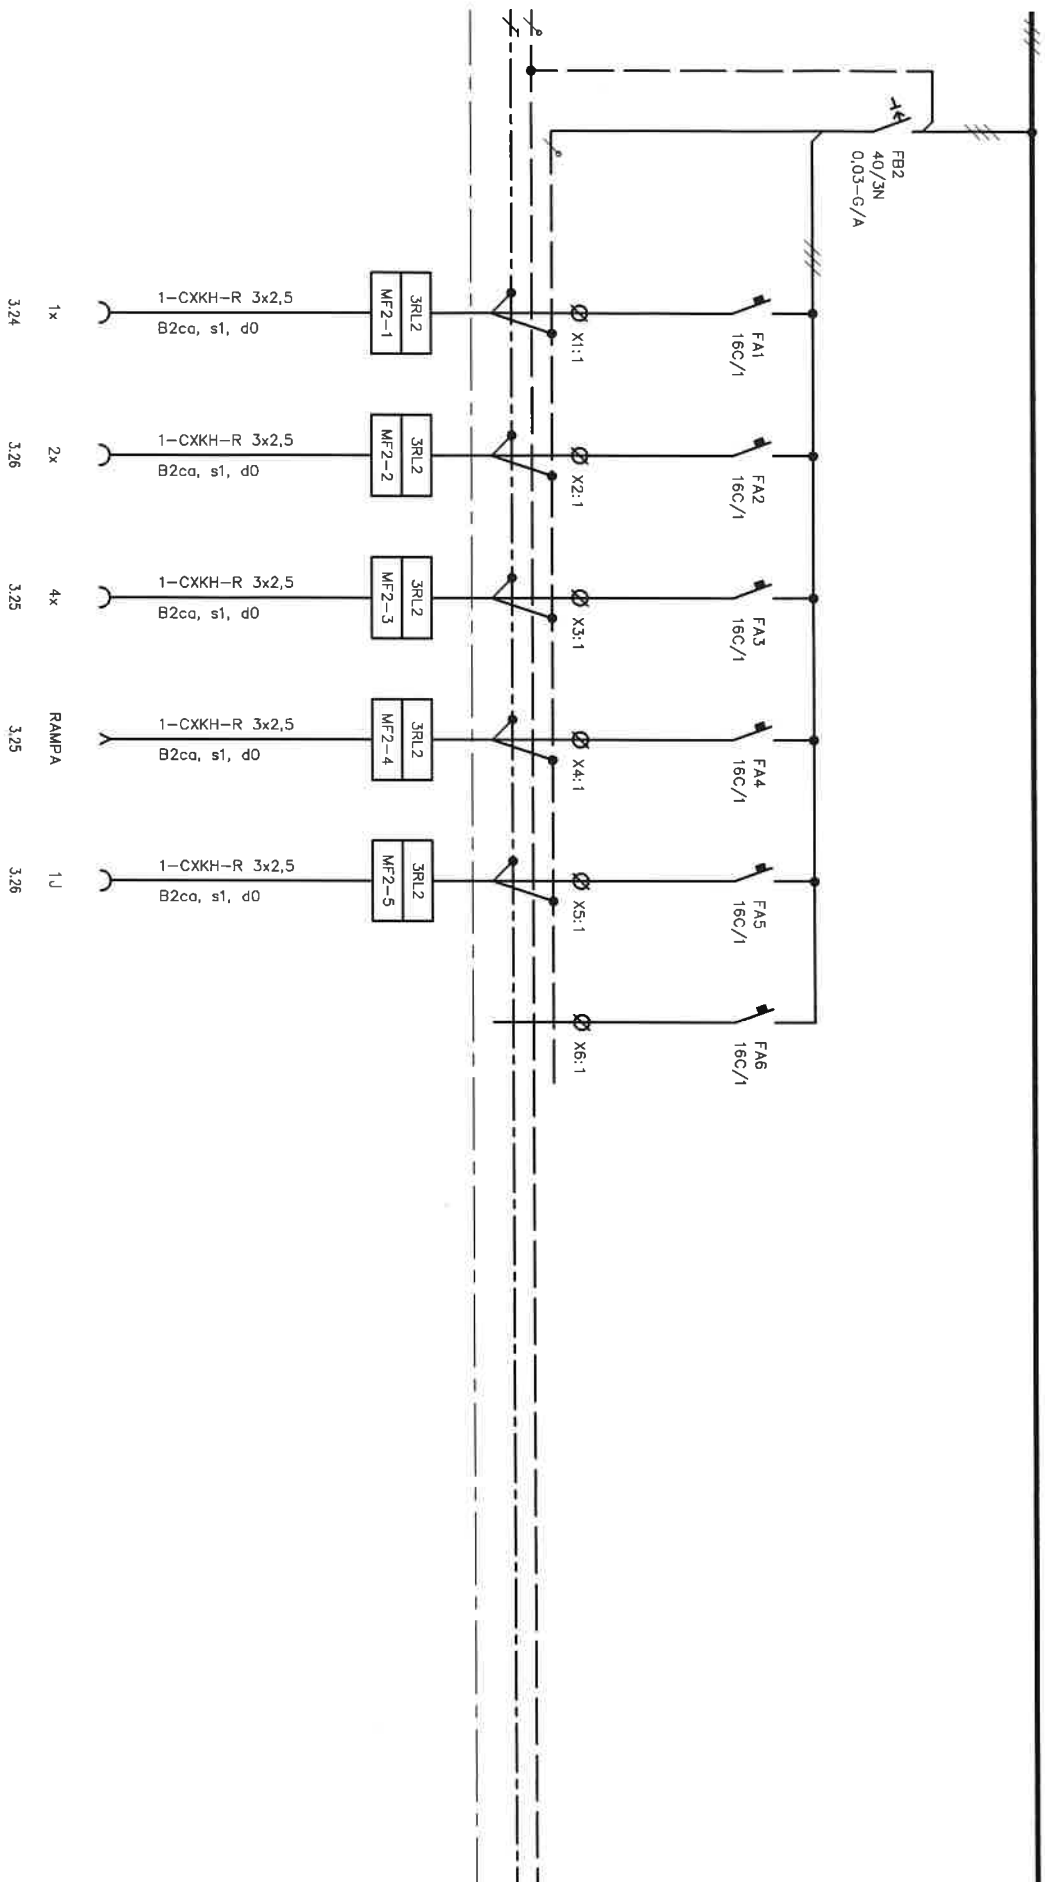 FB2
40/3N
0,03-G/A
FA1
16C/1
FA2
16C/1
FA3
16C/1
FA4
16C/1
FA5
16C/1
FA6
16C/1
X1:1
X2:1
X3:1
X4:1
X5:1
X6:1
3RL2
MF2-1
3RL2
MF2-2
3RL2
MF2-3
3RL2
MF2-4
3RL2
MF2-5
1-CXKH-R 3x2,5
B2ca, s1, d0
1-CXKH-R 3x2,5
B2ca, s1, d0
1-CXKH-R 3x2,5
B2ca, s1, d0
1-CXKH-R 3x2,5
B2ca, s1, d0
1-CXKH-R 3x2,5
B2ca, s1, d0
1x
2x
4x
RAMPA
1J
3.24
3.26
3.25
3.25
3.26